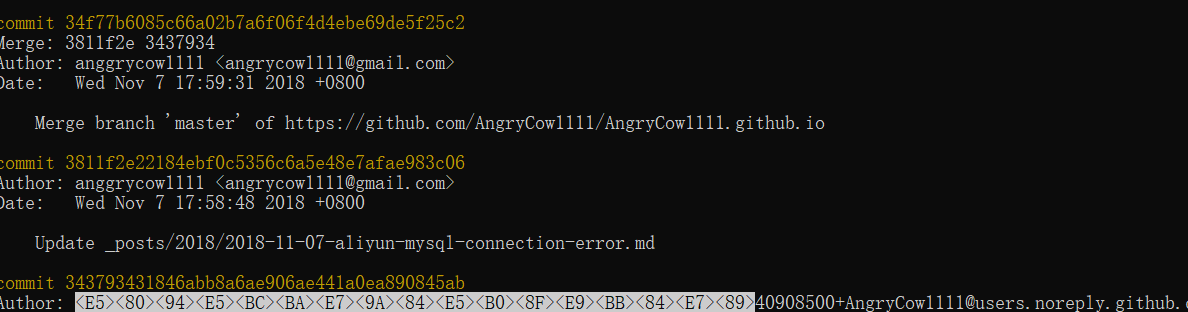 commit 34f77b6085c66a02b7a6f06f4d4ebe69de5f25c2
Merge: 3811f2e 3437934
Author: anggrycow1111 <angrycow1111@gmail.com>
Date:   Wed Nov 7 17:59:31 2018 +0800
Merge branch 'master' of https://github.com/AngryCow1111/AngryCow1111.github.io
commit 3811f2e22184ebf0c5356c6a5e48e7afae983c06
Author: anggrycow1111 <angrycow1111@gmail.com>
Date:   Wed Nov 7 17:58:48 2018 +0800
Update _posts/2018/2018-11-07-aliyun-mysql-connection-error.md
commit 343793431846abb8a6ae906ae441a0ea890845ab
Author: <E5><80><94><E5><BC><BA><E7><9A><84><E5><B0><8F><E9><BB><84><E7><89>40908500+AngryCow1111@users.noreply.github.